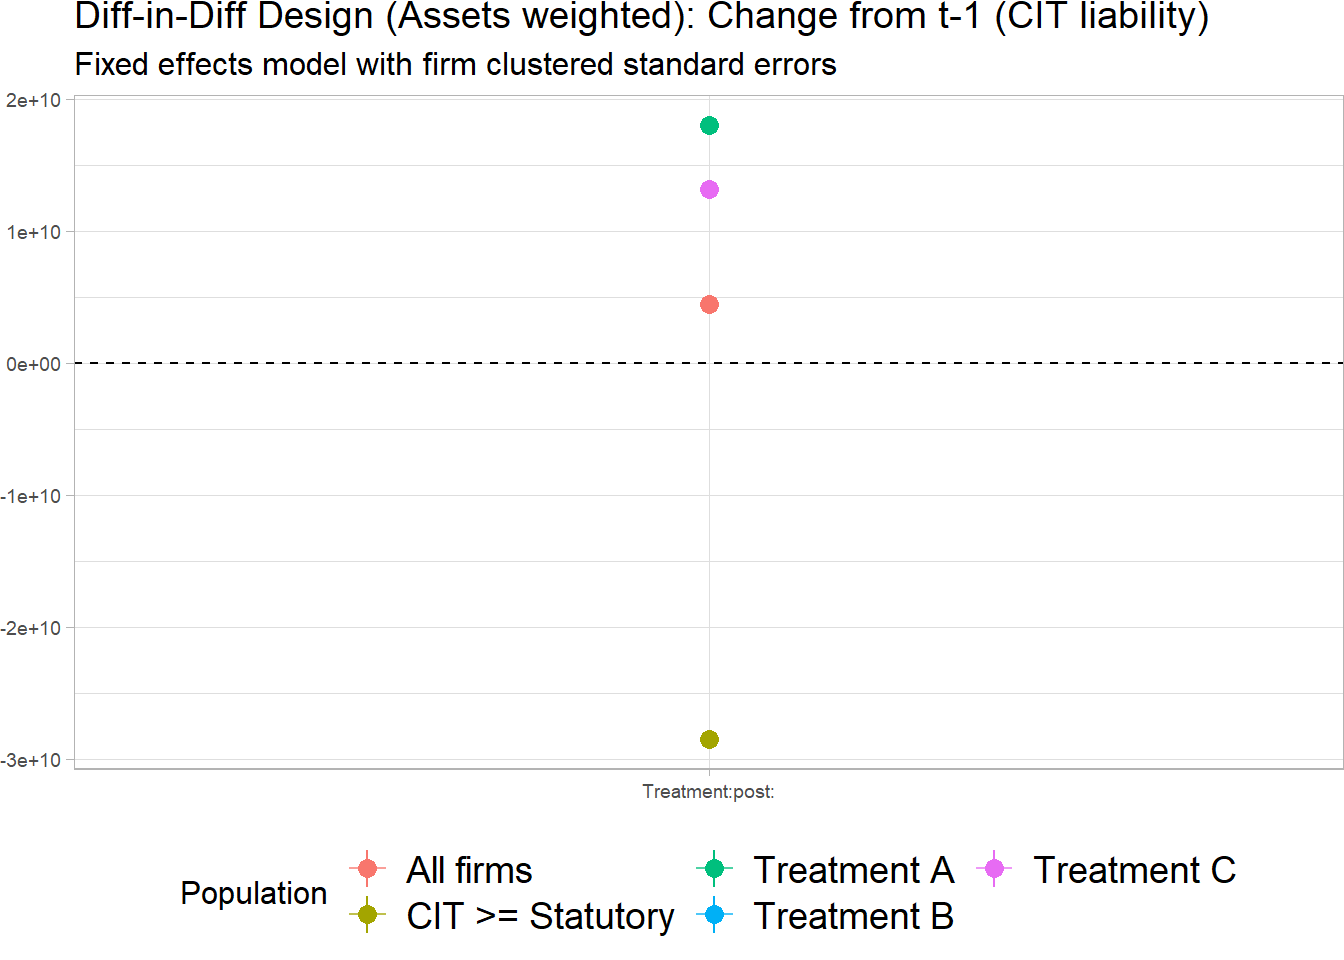 Diff-in-Diff Design (Assets weighted): Change from t-1 (CIT liability)
Fixed effects model with firm clustered standard errors
2e+10
1e+10
0e+00
-1e+10
-2e+10
-3e+10
Treatment:post:
Population
All firms
Treatment A
Treatment C
CIT >= Statutory
Treatment B